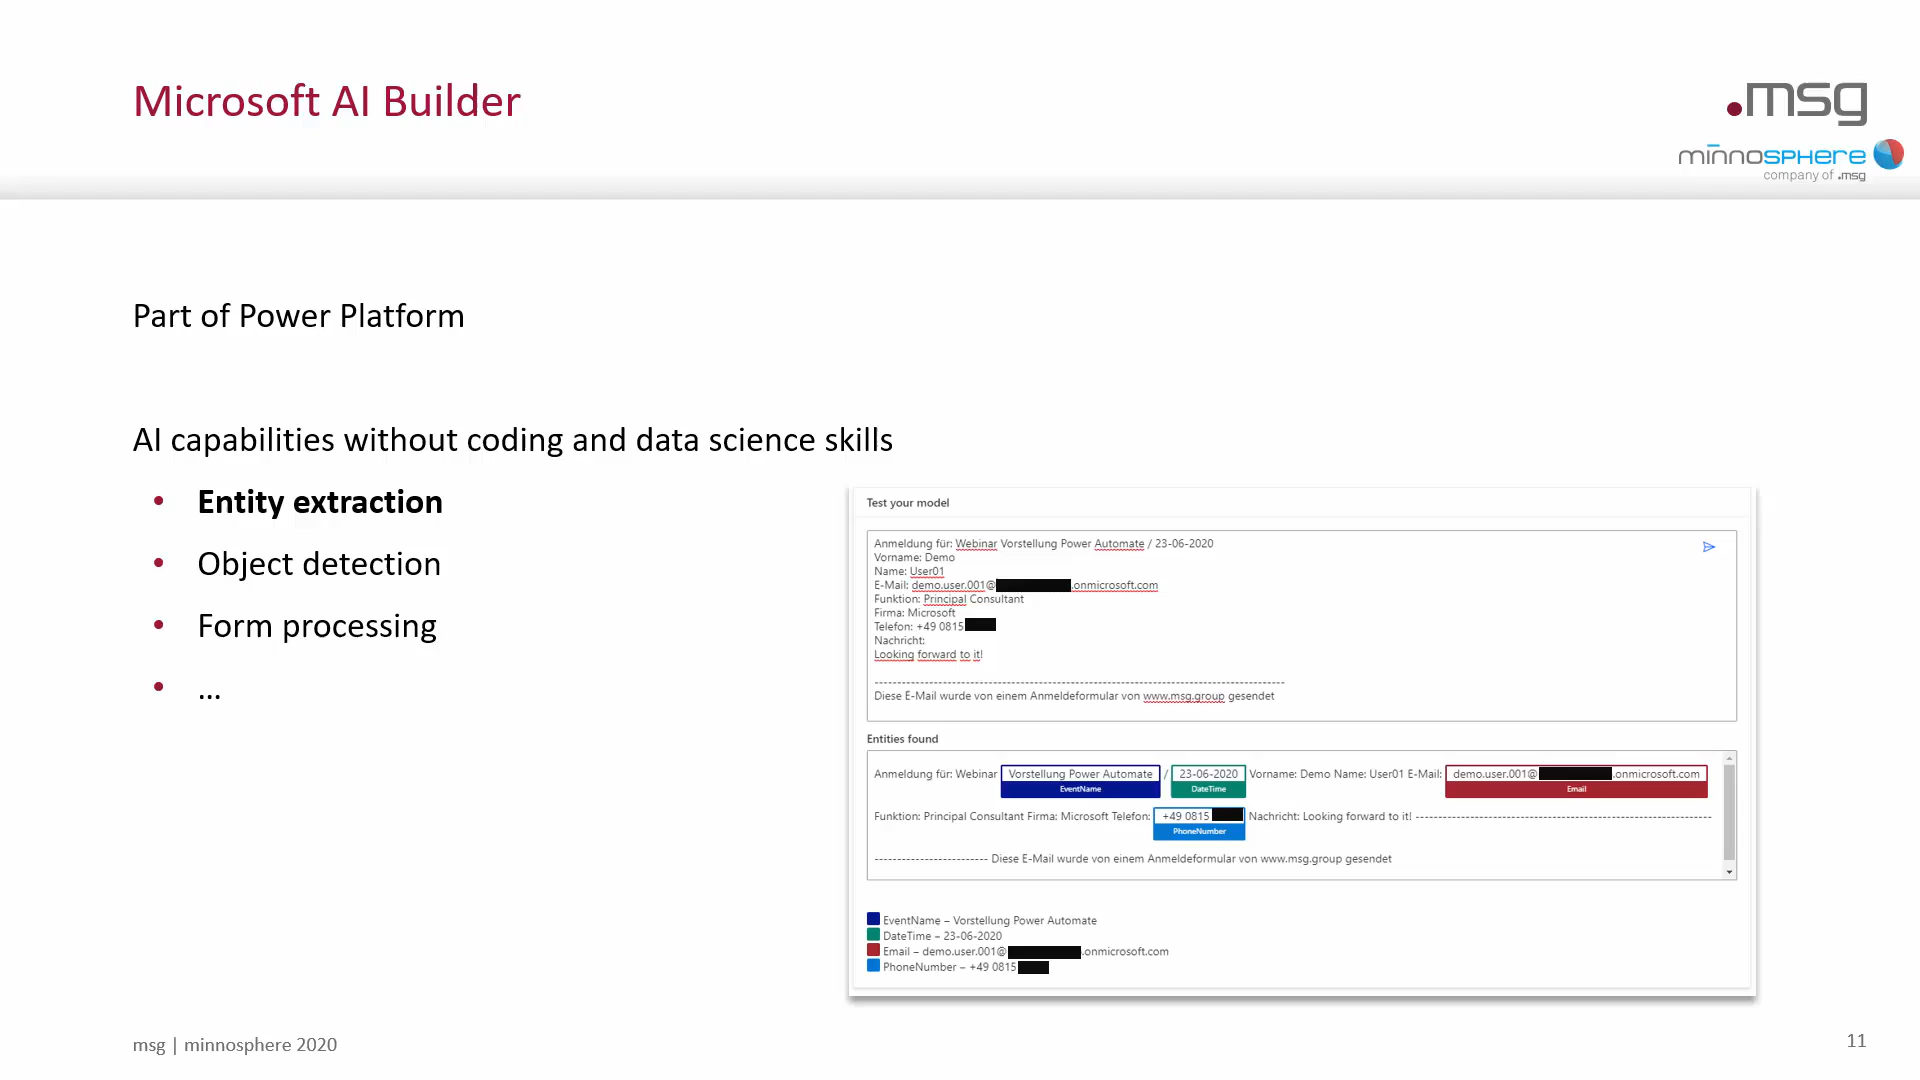 Microsoft AI Builder
.msg
minnosphere
company of .msg
Part of Power Platform
AI capabilities without coding and data science skills
• Entity extraction
• Object detection
• Form processing
• ...
Test your model
Anmeldung für: Webinar Vorstellung Power Automate / 23-06-2020
Vorname: Demo
Name: User01
E-Mail: demo.user.001@ .onmicrosoft.com
Funktion: Principal Consultant
Firma: Microsoft
Telefon: +49 0815
Nachricht:
Looking forward to it!
------------------------------------------------------------------------------------------
Diese E-Mail wurde von einem Anmeldeformular von www.msg.group gesendet
Entities found
Anmeldung für: Webinar Vorstellung Power Automate / 23-06-2020 Vorname: Demo Name: User01 E-Mail: demo.user.001@ .onmicrosoft.com
EventName DateTime Email
Funktion: Principal Consultant Firma: Microsoft Telefon: +49 0815 Nachricht: Looking forward to it! -----------------------------------------------------------------
PhoneNumber
------------------------- Diese E-Mail wurde von einem Anmeldeformular von www.msg.group gesendet
EventName – Vorstellung Power Automate
DateTime – 23-06-2020
Email – demo.user.001@ .onmicrosoft.com
PhoneNumber – +49 0815
msg | minnosphere 2020
11